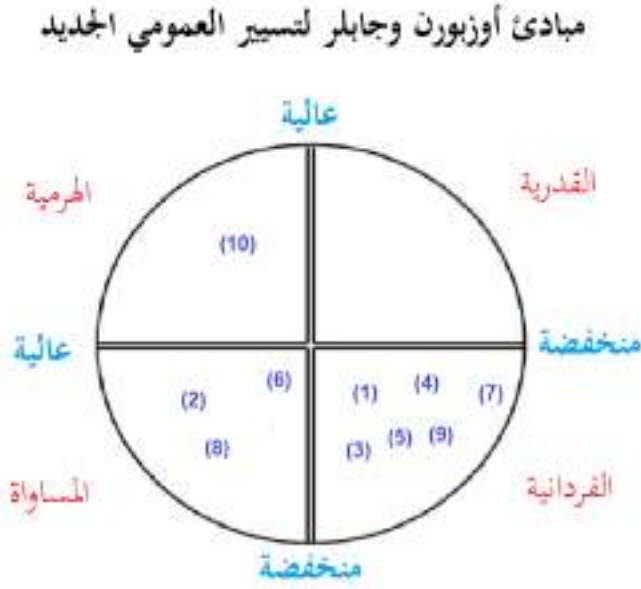 مبادئ أوزبورن وجابلر لتسيير العمومي الجديد
عالية
القدرية
الهرمية
(10)
منخفضة
عالية
(7) (4) (1) (6) (2)
(9) (5) (3) (8)
الفردانية
المساواة
منخفضة